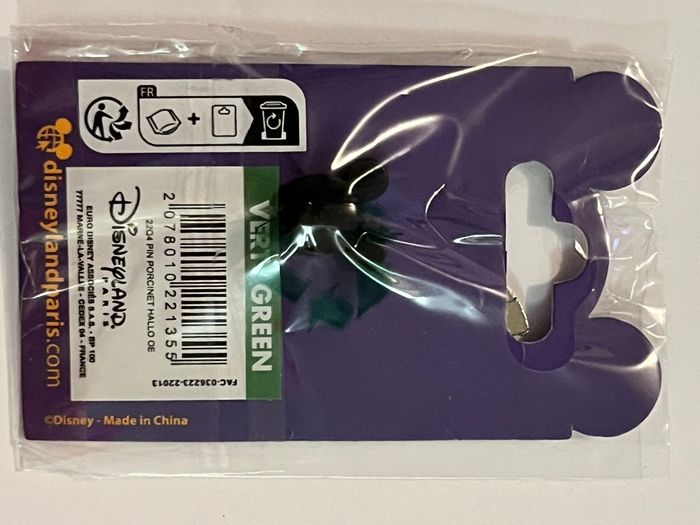 FR
+
disneylandparis.com
VERT GREEN
2204 PIN PORCINET HALLO OE
2 078010 221355
FAC-036223-22013
DISNEYLAND
PARIS
EURO DISNEY ASSOCIÉS S.A.S. - BP 100
77777 MARNE-LA-VALLÉE - CEDEX 04 - FRANCE
©Disney - Made in China